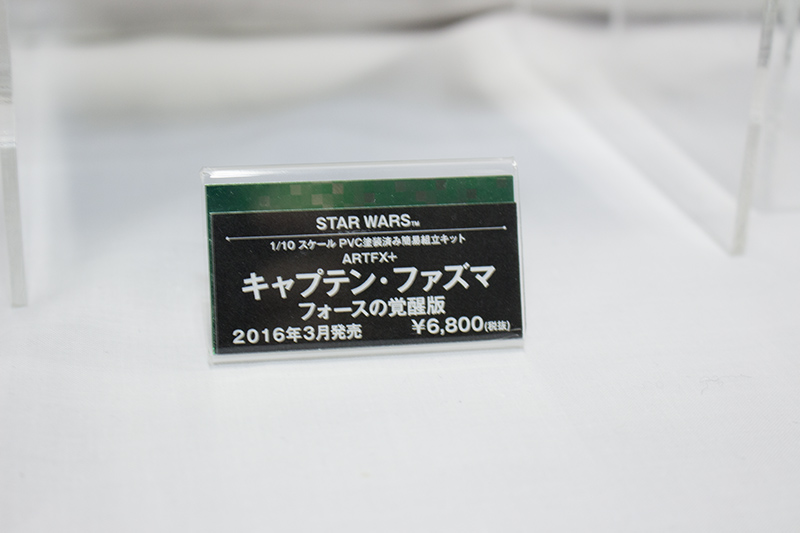 STAR WARS™
1/10 スケール PVC塗装済み簡易組立キット
ARTFX+
キャプテン・ファズマ
フォースの覚醒版
2016年3月発売 ¥6,800(税抜)